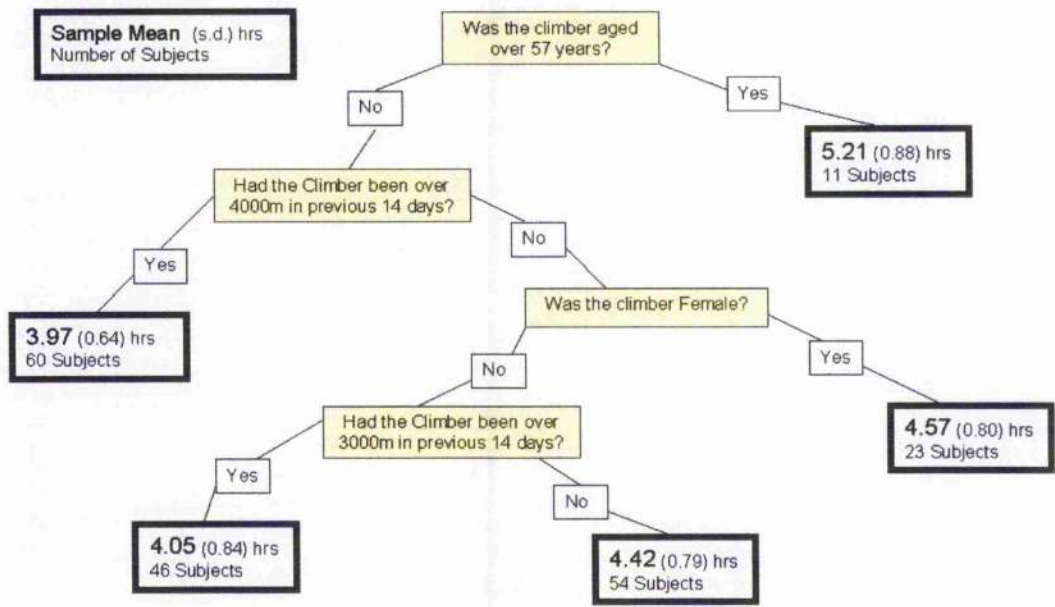 Sample Mean (s.d.) hrs
Number of Subjects
Was the climber aged
over 57 years?
No
Yes
5.21 (0.88) hrs
11 Subjects
Had the Climber been over
4000m in previous 14 days?
Yes
No
3.97 (0.64) hrs
60 Subjects
Was the climber Female?
No
Yes
4.57 (0.80) hrs
23 Subjects
Had the Climber been over
3000m in previous 14 days?
Yes
No
4.05 (0.84) hrs
46 Subjects
4.42 (0.79) hrs
54 Subjects